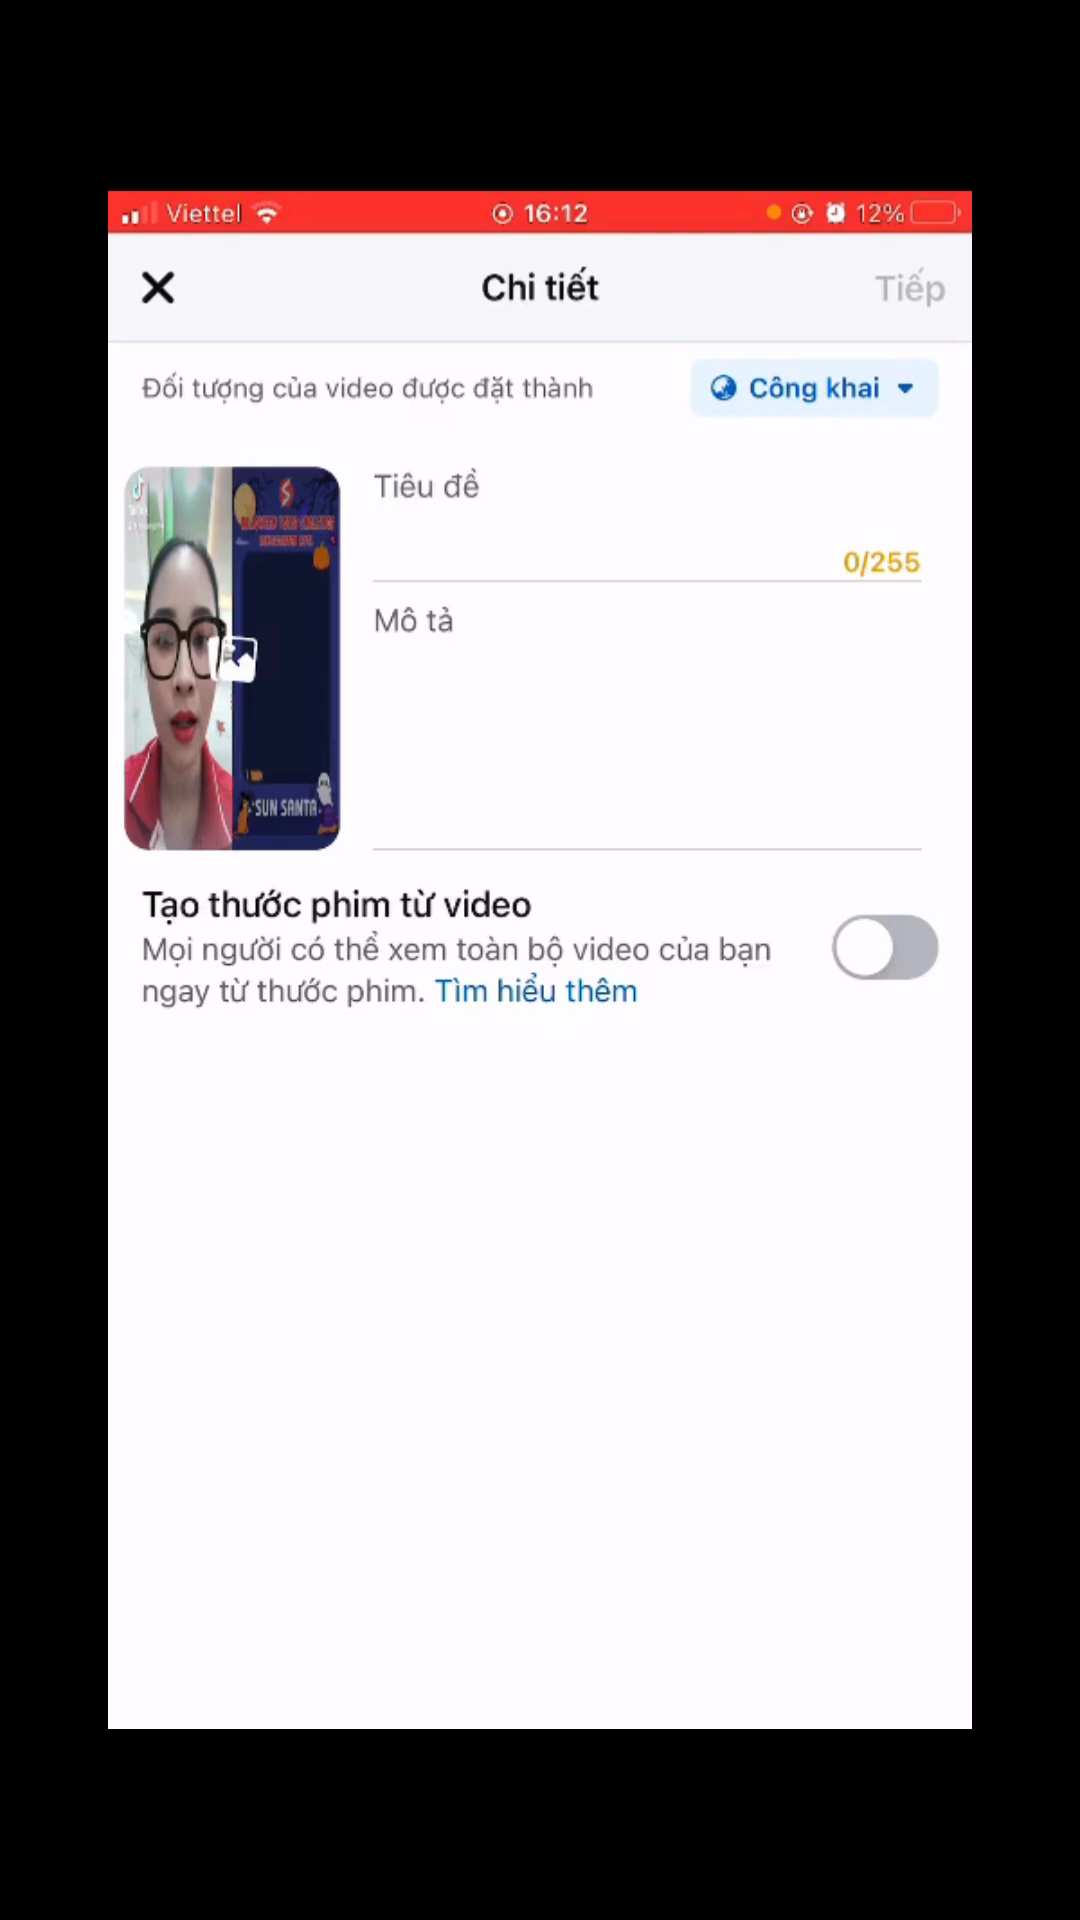 Viettel 16:12 12%
Chi tiết
Tiếp
Đối tượng của video được đặt thành
Công khai
Tiêu đề
0/255
Mô tả
SUN SANTA
Tạo thước phim từ video
Mọi người có thể xem toàn bộ video của bạn
ngay từ thước phim. Tìm hiểu thêm